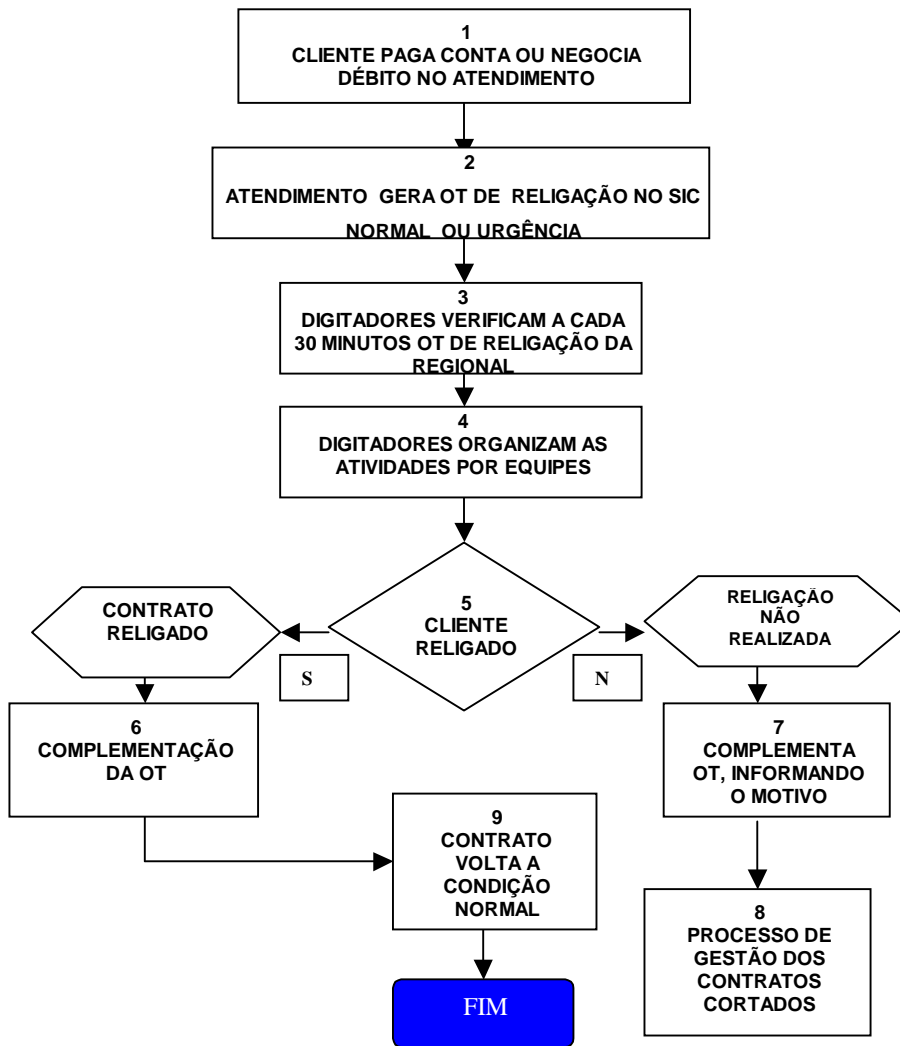 1
CLIENTE PAGA CONTA OU NEGOCIA
DÉBITO NO ATENDIMENTO
2
ATENDIMENTO GERA OT DE RELIGAÇÃO NO SIC
NORMAL OU URGÊNCIA
3
DIGITADORES VERIFICAM A CADA
30 MINUTOS OT DE RELIGAÇÃO DA
REGIONAL
4
DIGITADORES ORGANIZAM AS
ATIVIDADES POR EQUIPES
5
CLIENTE
RELIGADO
CONTRATO
RELIGADO
S
RELIGAÇÃO
NÃO
REALIZADA
N
6
COMPLEMENTAÇÃO
DA OT
7
COMPLEMENTA
OT, INFORMANDO
O MOTIVO
9
CONTRATO
VOLTA A
CONDIÇÃO
NORMAL
8
PROCESSO DE
GESTÃO DOS
CONTRATOS
CORTADOS
FIM